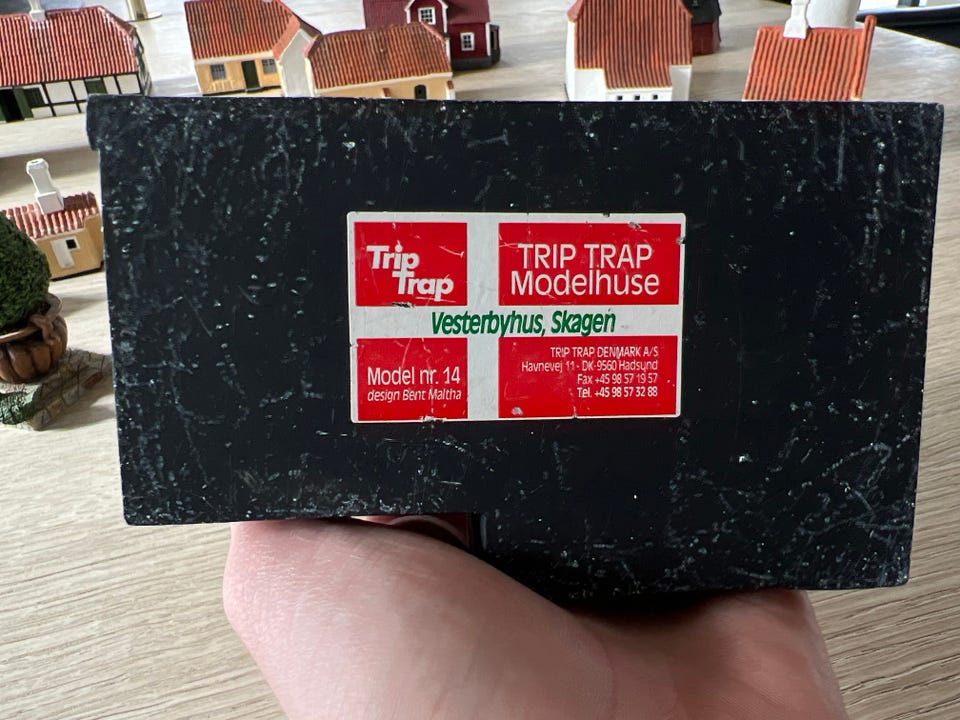 Trip
Trap
TRIP TRAP
Modelhuse
Vesterbyhus, Skagen
Model nr. 14
design Bent Maltha
TRIP TRAP DENMARK A/S
Havnevej 11 - DK-9560 Hadsund
Fax +45 98 57 19 57
Tel. +45 98 57 32 88